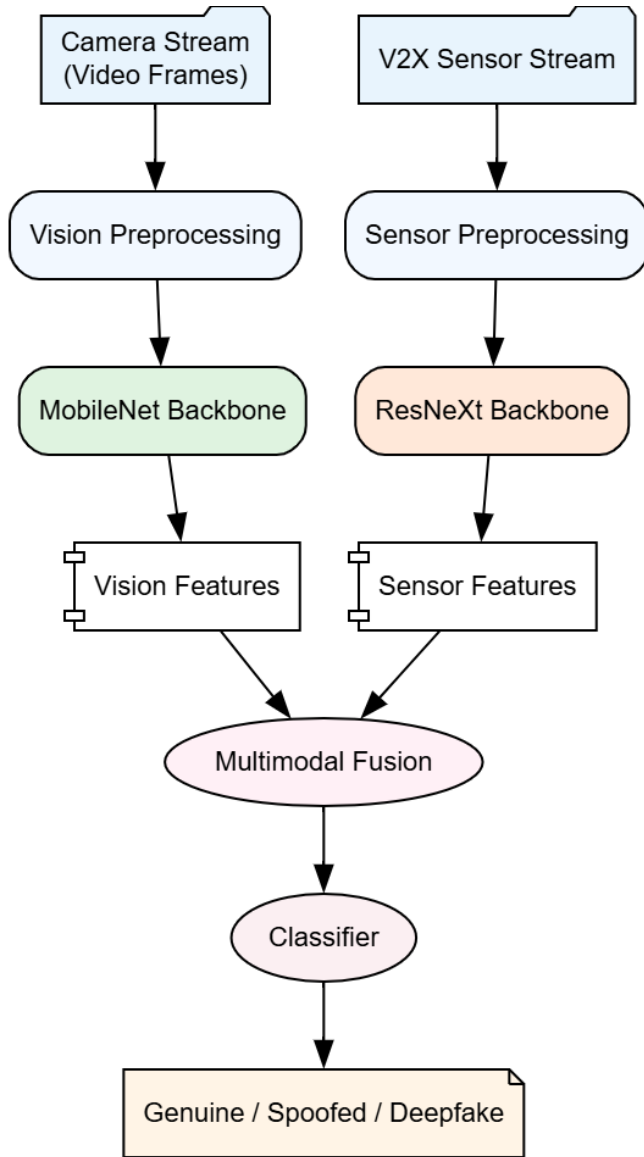 Camera Stream
(Video Frames)
V2X Sensor Stream
Vision Preprocessing
Sensor Preprocessing
MobileNet Backbone
ResNeXt Backbone
Vision Features
Sensor Features
Multimodal Fusion
Classifier
Genuine / Spoofed / Deepfake